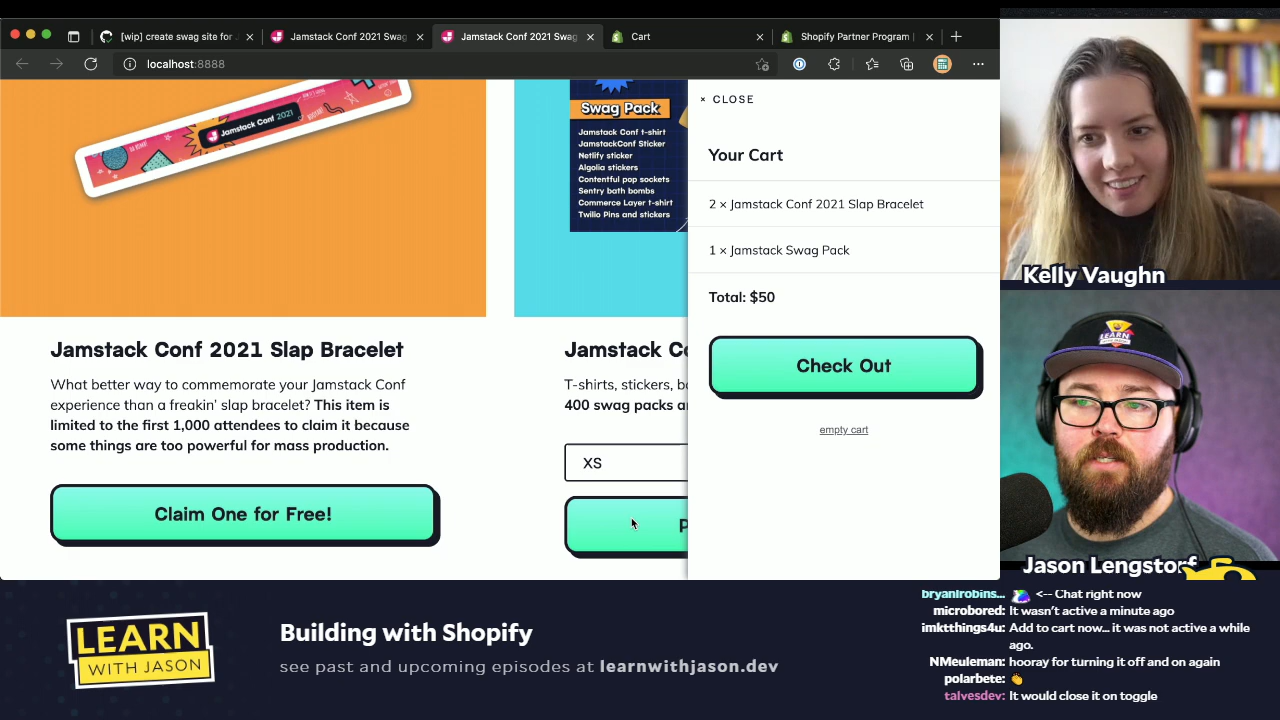 [wip] create swag site for J
Jamstack Conf 2021 Swag
Jamstack Conf 2021 Swag
Cart
Shopify Partner Program |
localhost:8888
Jamstack Conf 2021
Swag Pack
Jamstack Conf t-shirt
JamstackConf Sticker
Netlify sticker
Algolia stickers
Contentful pop sockets
Sentry bath bombs
Commerce Layer t-shirt
Twilio Pins and stickers
× CLOSE
Your Cart
2 × Jamstack Conf 2021 Slap Bracelet
1 × Jamstack Swag Pack
Total: $50
Check Out
empty cart
Jamstack Conf 2021 Slap Bracelet
What better way to commemorate your Jamstack Conf
experience than a freakin’ slap bracelet? This item is
limited to the first 1,000 attendees to claim it because
some things are too powerful for mass production.
Claim One for Free!
Jamstack Co
T-shirts, stickers, bo
400 swag packs a
XS
P
Kelly Vaughn
LEARN
Jason Lengstorf
LEARN
WITH JASON
Building with Shopify
see past and upcoming episodes at learnwithjason.dev
bryanlrobins... <-- Chat right now
microbored: It wasn’t active a minute ago
imktthings4u: Add to cart now... it was not active a while
ago.
NMeuleman: hooray for turning it off and on again
polarbete: 👏
talvesdev: It would close it on toggle